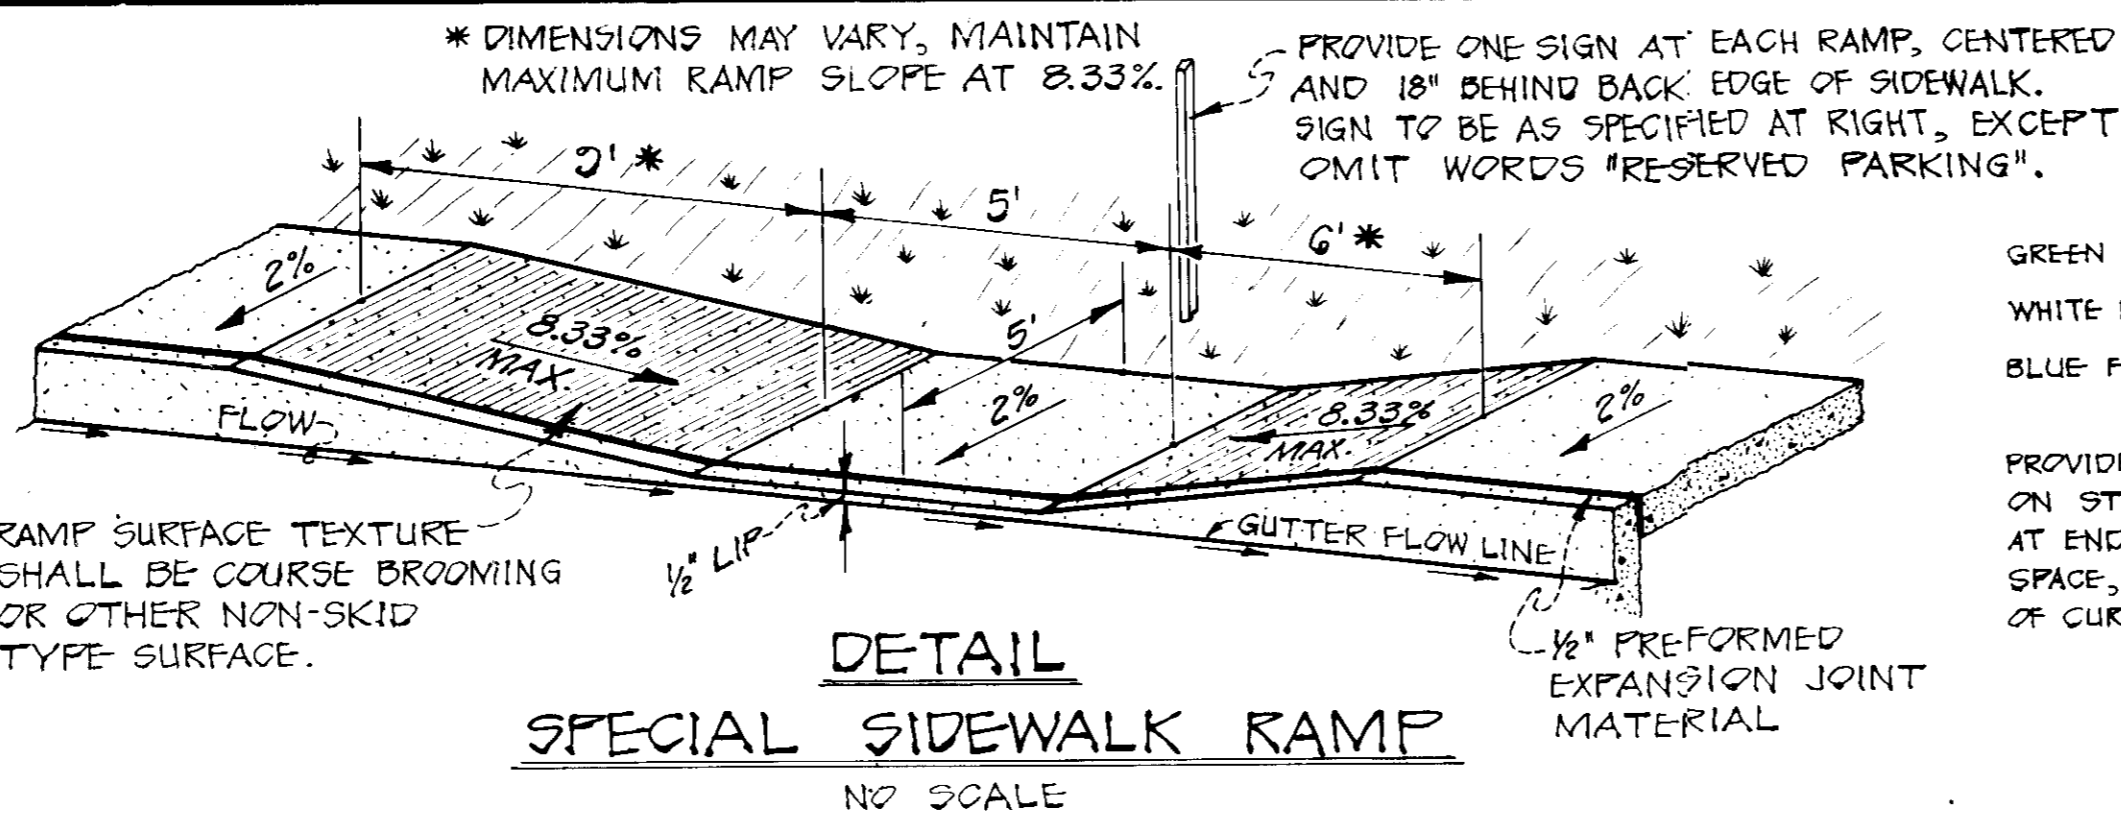 * DIMENSIONS MAY VARY, MAINTAIN
MAXIMUM RAMP SLOPE AT 8.33%.
PROVIDE ONE SIGN AT EACH RAMP, CENTERED
AND 18" BEHIND BACK EDGE OF SIDEWALK.
SIGN TO BE AS SPECIFIED AT RIGHT, EXCEPT
OMIT WORDS "RESERVED PARKING".
9' *
5'
6' *
2%
8.33%
MAX.
5'
2%
8.33%
MAX.
2%
FLOW
GUTTER FLOW LINE
1/2" LIP
RAMP SURFACE TEXTURE
SHALL BE COURSE BROOMING
OR OTHER NON-SKID
TYPE SURFACE.
1/2" PREFORMED
EXPANSION JOINT
MATERIAL
DETAIL
SPECIAL SIDEWALK RAMP
NO SCALE
GREEN
WHITE
BLUE F
PROVID
ON ST
AT END
SPACE,
OF CUR